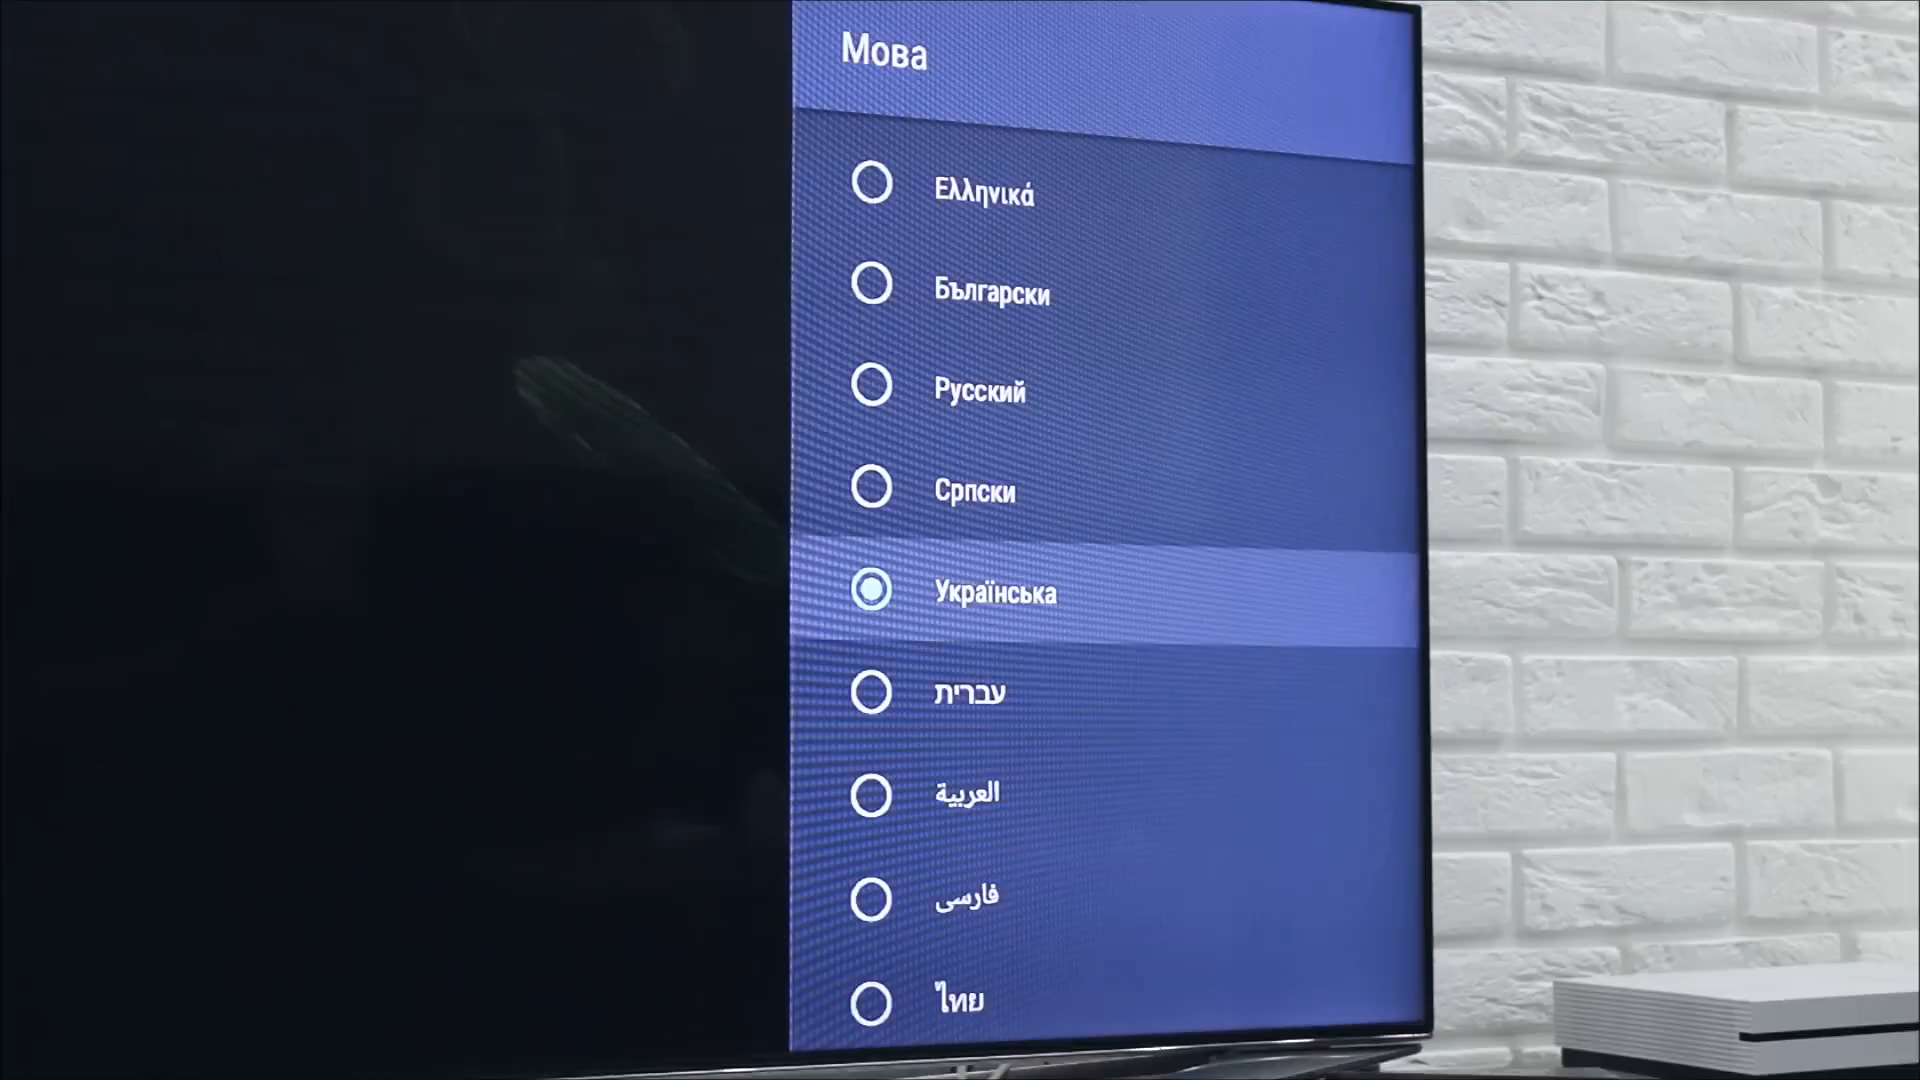 Мова
Ελληνικά
Български
Русский
Српски
Українська
עברית
العربية
فارسی
ไทย